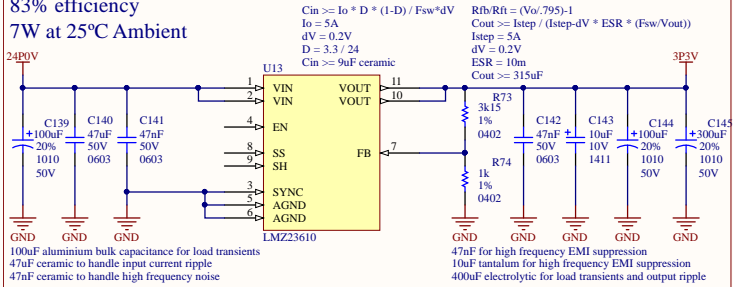 83% efficiency
7W at 25ºC Ambient
Cin >= Io * D * (1-D) / Fsw*dV
Io = 5A
dV = 0.2V
D = 3.3 / 24
Cin >= 9uF ceramic
Rfb/Rft = (Vo/.795)-1
Cout >= Istep / (Istep-dV * ESR * (Fsw/Vout))
Istep = 5A
dV = 0.2V
ESR = 10m
Cout >= 315uF
24P0V
3P3V
U13
1 VIN
2 VIN
4 EN
8 SS
9 SH
3 SYNC
5 AGND
6 AGND
VOUT 11
VOUT 10
FB 7
LMZ23610
C139
+100uF
20%
1010
50V
C140
47uF
50V
0603
C141
47nF
50V
0603
R73
3k15
1%
0402
R74
1k
1%
0402
C142
47nF
50V
0603
C143
10uF
10V
1411
C144
100uF
20%
1010
50V
C145
300uF
20%
1010
50V
GND
GND
GND
GND
GND
GND
GND
GND
100uF aluminium bulk capacitance for load transients
47uF ceramic to handle input current ripple
47nF ceramic to handle high frequency noise
47nF for high frequency EMI suppression
10uF tantalum for high frequency EMI suppression
400uF electrolytic for load transients and output ripple